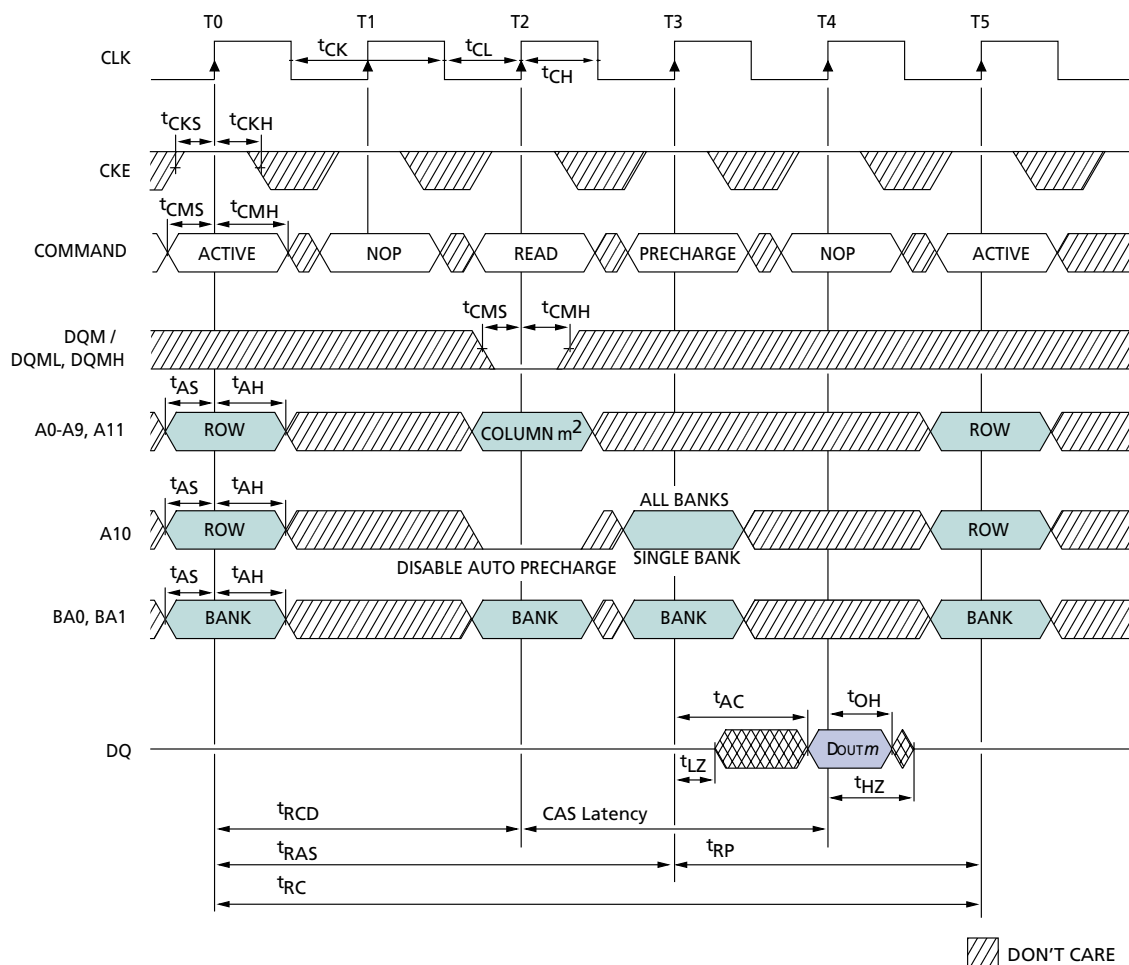 T0 T1 T2 T3 T4 T5
CLK
tCK tCL
tCH
tCKS tCKH
CKE
tCMS tCMH
COMMAND ACTIVE NOP READ PRECHARGE NOP ACTIVE
tCMS tCMH
DQM /
DQML, DQMH
tAS tAH
A0-A9, A11 ROW COLUMN m2 ROW
tAS tAH ALL BANKS
A10 ROW ROW
DISABLE AUTO PRECHARGE SINGLE BANK
tAS tAH
BA0, BA1 BANK BANK BANK BANK
tAC tOH
DQ DOUT m
tLZ tHZ
tRCD CAS Latency
tRAS tRP
tRC
DON'T CARE